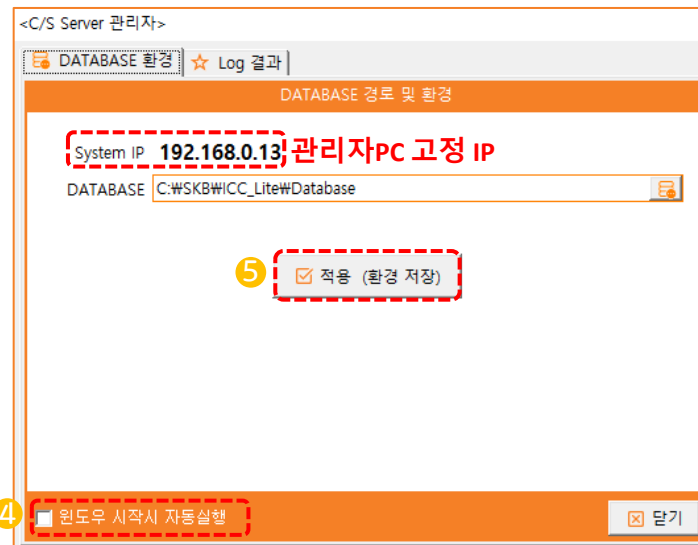 <C/S Server 관리자>
DATABASE 환경 Log 결과
DATABASE 경로 및 환경
System IP 192.168.0.13 관리자PC 고정 IP
DATABASE C:₩SKB₩ICC_Lite₩Database
5 적용 (환경 저장)
4 윈도우 시작시 자동실행 닫기